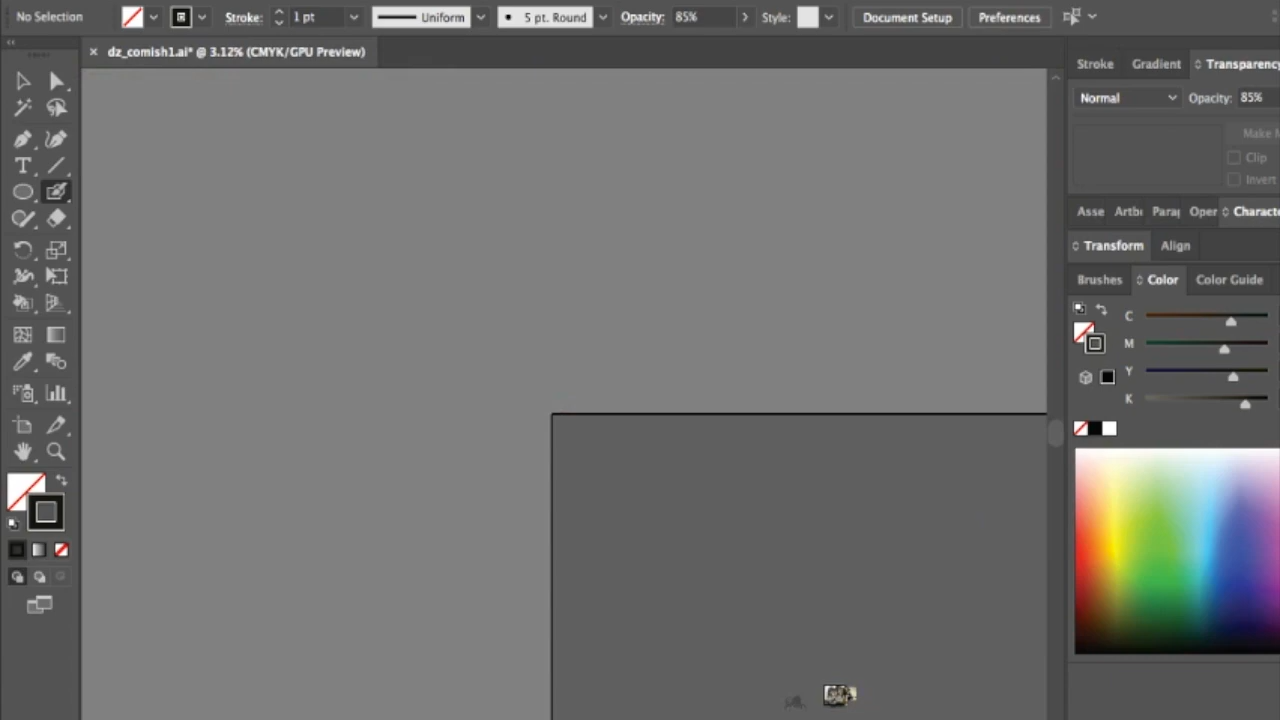 No Selection Stroke: 1 pt Uniform 5 pt. Round Opacity: 85% Style: Document Setup Preferences
× dz_comish1.ai* @ 3.12% (CMYK/GPU Preview)
Stroke Gradient Transparency
Normal Opacity: 85%
Make M
Clip
Invert
Asse Artb Para Oper Characte
Transform Align
Brushes Color Color Guide
C
M
Y
K